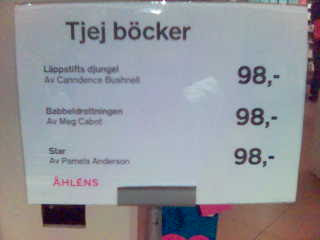 Tjej böcker
Läppstifts djungel 98,-
Av Canndence Bushnell
Babbeldrottningen 98,-
Av Meg Cabot
Star 98,-
Av Pamela Anderson
ÅHLÉNS